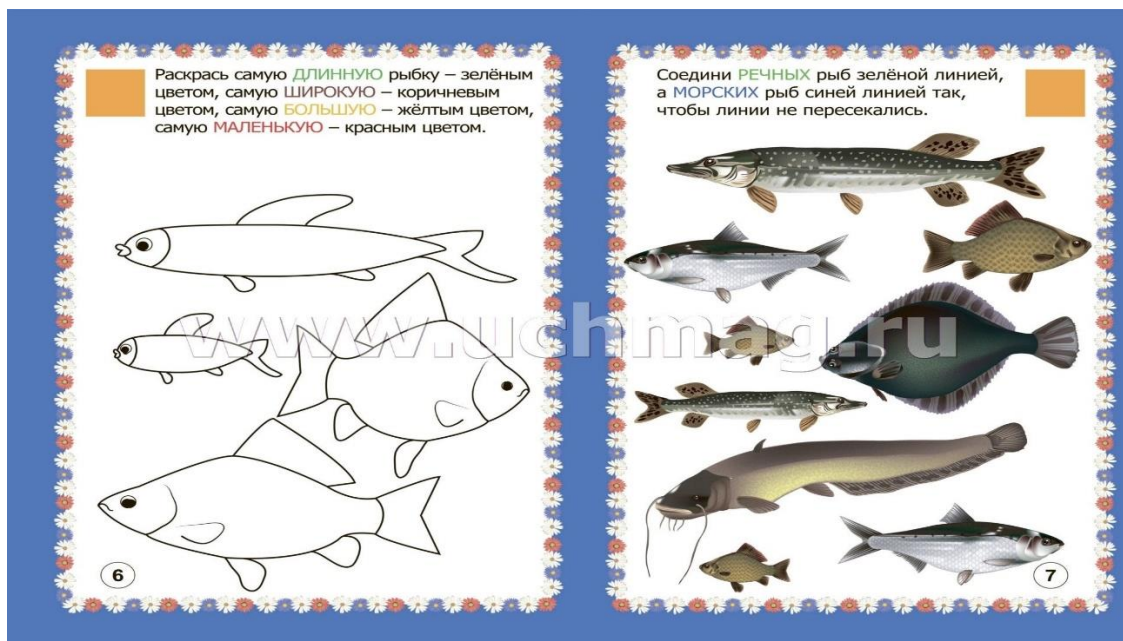 Раскрась самую ДЛИННУЮ рыбку – зелёным
цветом, самую ШИРОКУЮ – коричневым
цветом, самую БОЛЬШУЮ – жёлтым цветом,
самую МАЛЕНЬКУЮ – красным цветом.
6
Соедини РЕЧНЫХ рыб зелёной линией,
а МОРСКИХ рыб синей линией так,
чтобы линии не пересекались.
7
www.uchmag.ru